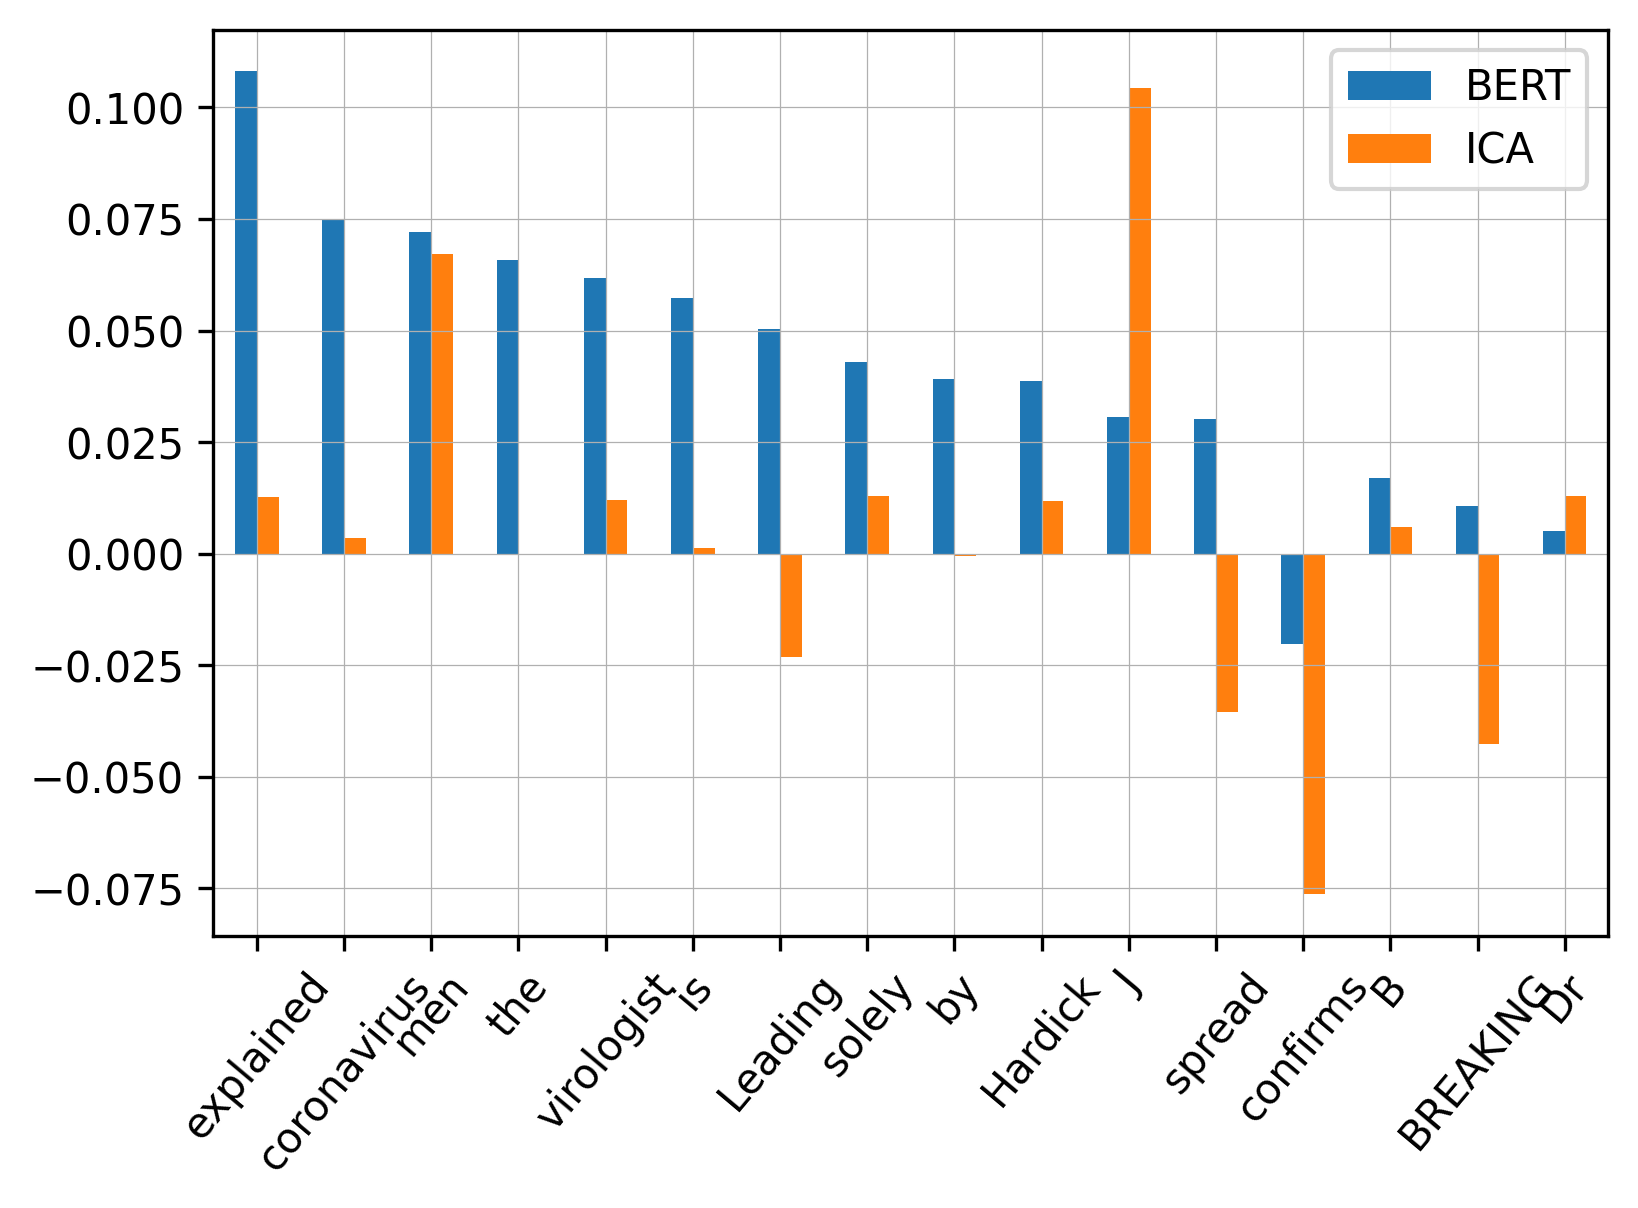 BERT
ICA
0.100
0.075
0.050
0.025
0.000
−0.025
−0.050
−0.075
explained
coronavirus
men
the
virologist
is
Leading
solely
by
Hardick
J
spread
confirms
B
BREAKING
Dr